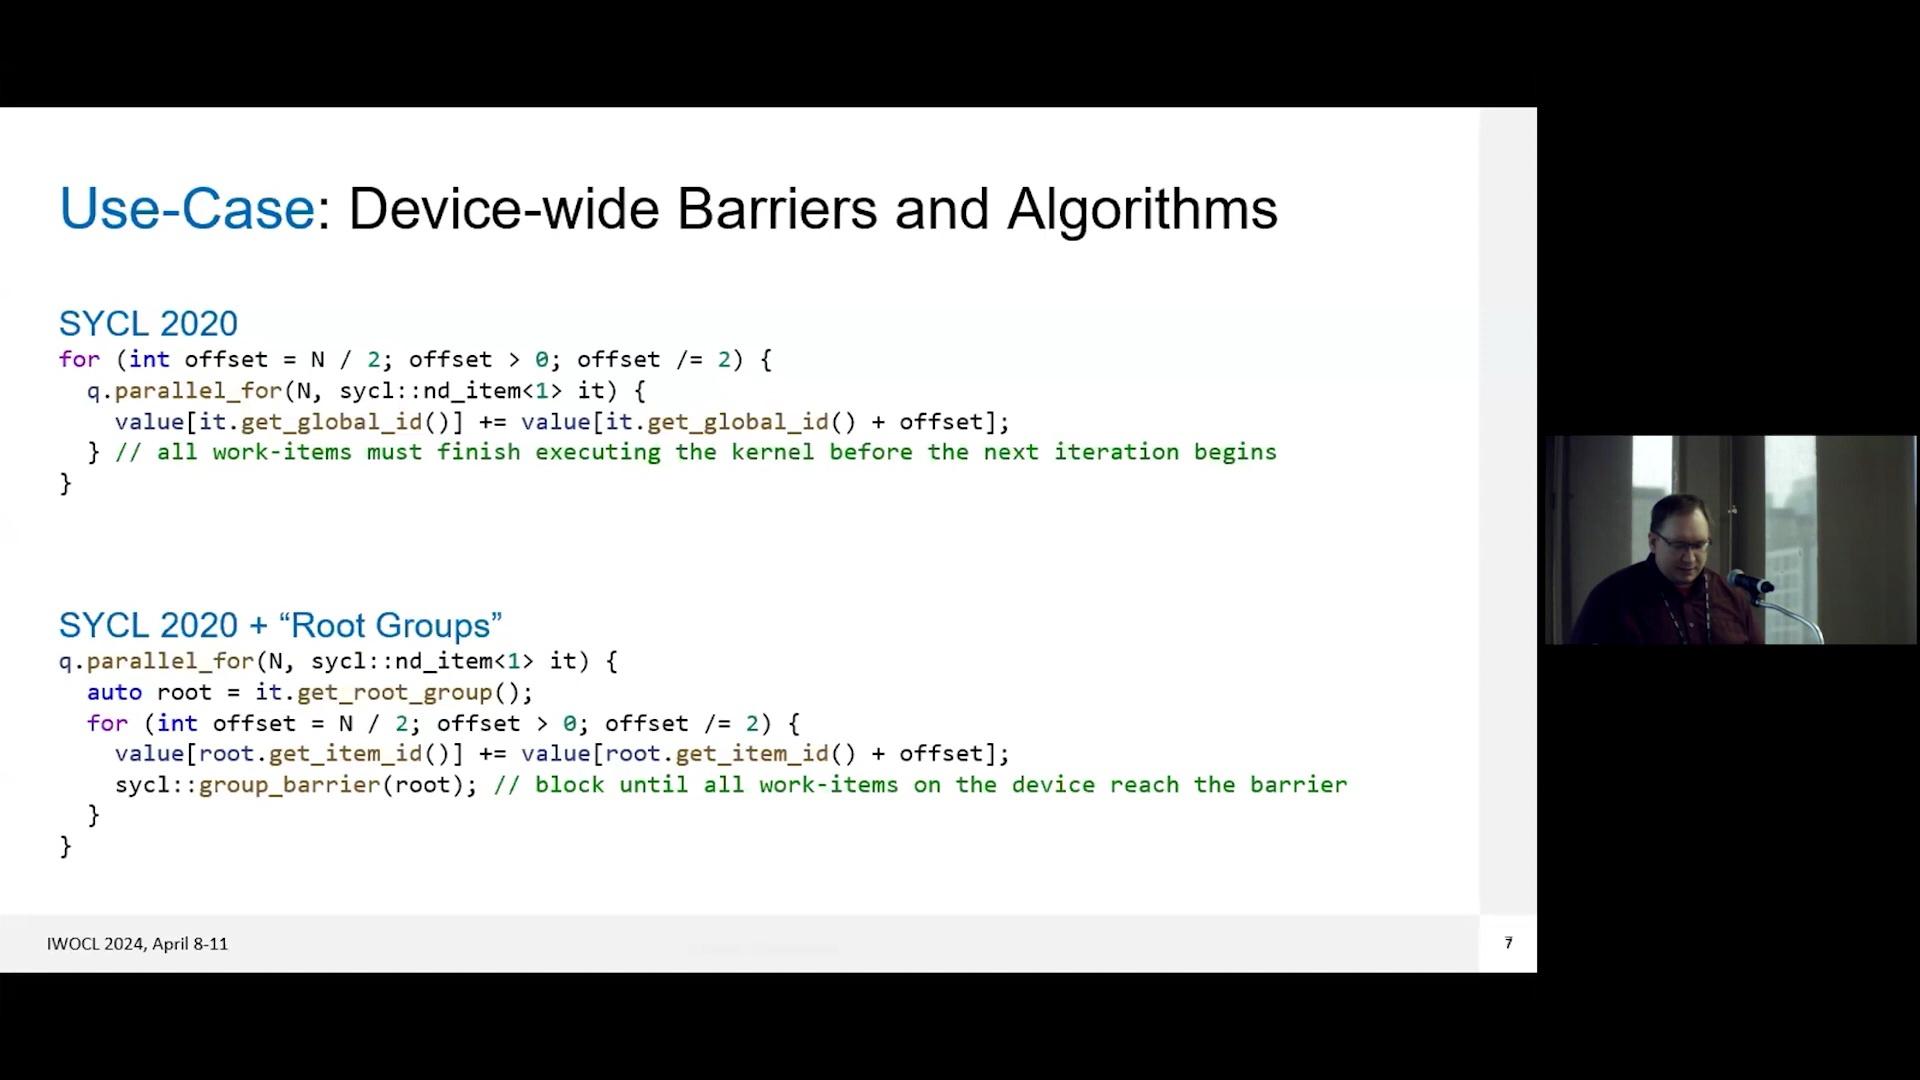 Use-Case: Device-wide Barriers and Algorithms
SYCL 2020
for (int offset = N / 2; offset > 0; offset /= 2) {
  q.parallel_for(N, sycl::nd_item<1> it) {
    value[it.get_global_id()] += value[it.get_global_id() + offset];
  } // all work-items must finish executing the kernel before the next iteration begins
}
SYCL 2020 + “Root Groups”
q.parallel_for(N, sycl::nd_item<1> it) {
  auto root = it.get_root_group();
  for (int offset = N / 2; offset > 0; offset /= 2) {
    value[root.get_item_id()] += value[root.get_item_id() + offset];
    sycl::group_barrier(root); // block until all work-items on the device reach the barrier
  }
}
IWOCL 2024, April 8-11
7